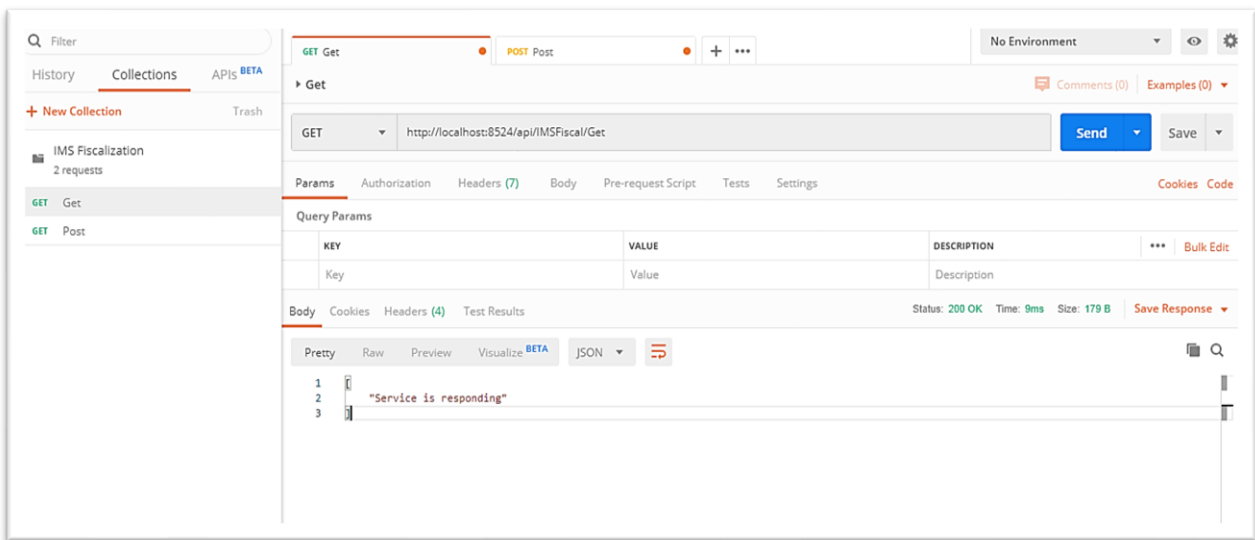 Filter
History Collections APIs BETA
+ New Collection Trash
IMS Fiscalization
2 requests
GET Get
GET Post
GET Get POST Post + •••
No Environment
Get
Comments (0) Examples (0)
GET http://localhost:8524/api/IMSFiscal/Get Send Save
Params Authorization Headers (7) Body Pre-request Script Tests Settings Cookies Code
Query Params
KEY VALUE DESCRIPTION ••• Bulk Edit
Key Value Description
Body Cookies Headers (4) Test Results Status: 200 OK Time: 9ms Size: 179 B Save Response
Pretty Raw Preview Visualize BETA JSON
1 [
2 "Service is responding"
3 ]